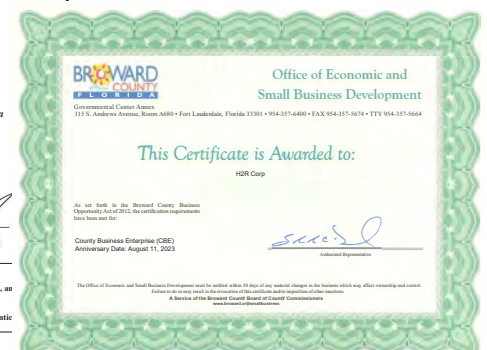 BROWARD
COUNTY
FLORIDA
Office of Economic and
Small Business Development
Governmental Center Annex
115 S. Andrews Avenue, Room A680 • Fort Lauderdale, Florida 33301 • 954-357-6400 • FAX 954-357-5674 • TTY 954-357-5664
This Certificate is Awarded to:
H2R Corp
As set forth in the Broward County Business
Opportunity Act of 2012, the certification requirements
have been met for:
County Business Enterprise (CBE)
Anniversary Date: August 11, 2023
Authorized Representative
The Office of Economic and Small Business Development must be notified within 30 days of any material changes in the business which may affect ownership and control.
Failure to do so may result in the revocation of this certificate and/or imposition of other sanctions.
A Service of the Broward County Board of County Commissioners
www.broward.org/smallbusiness